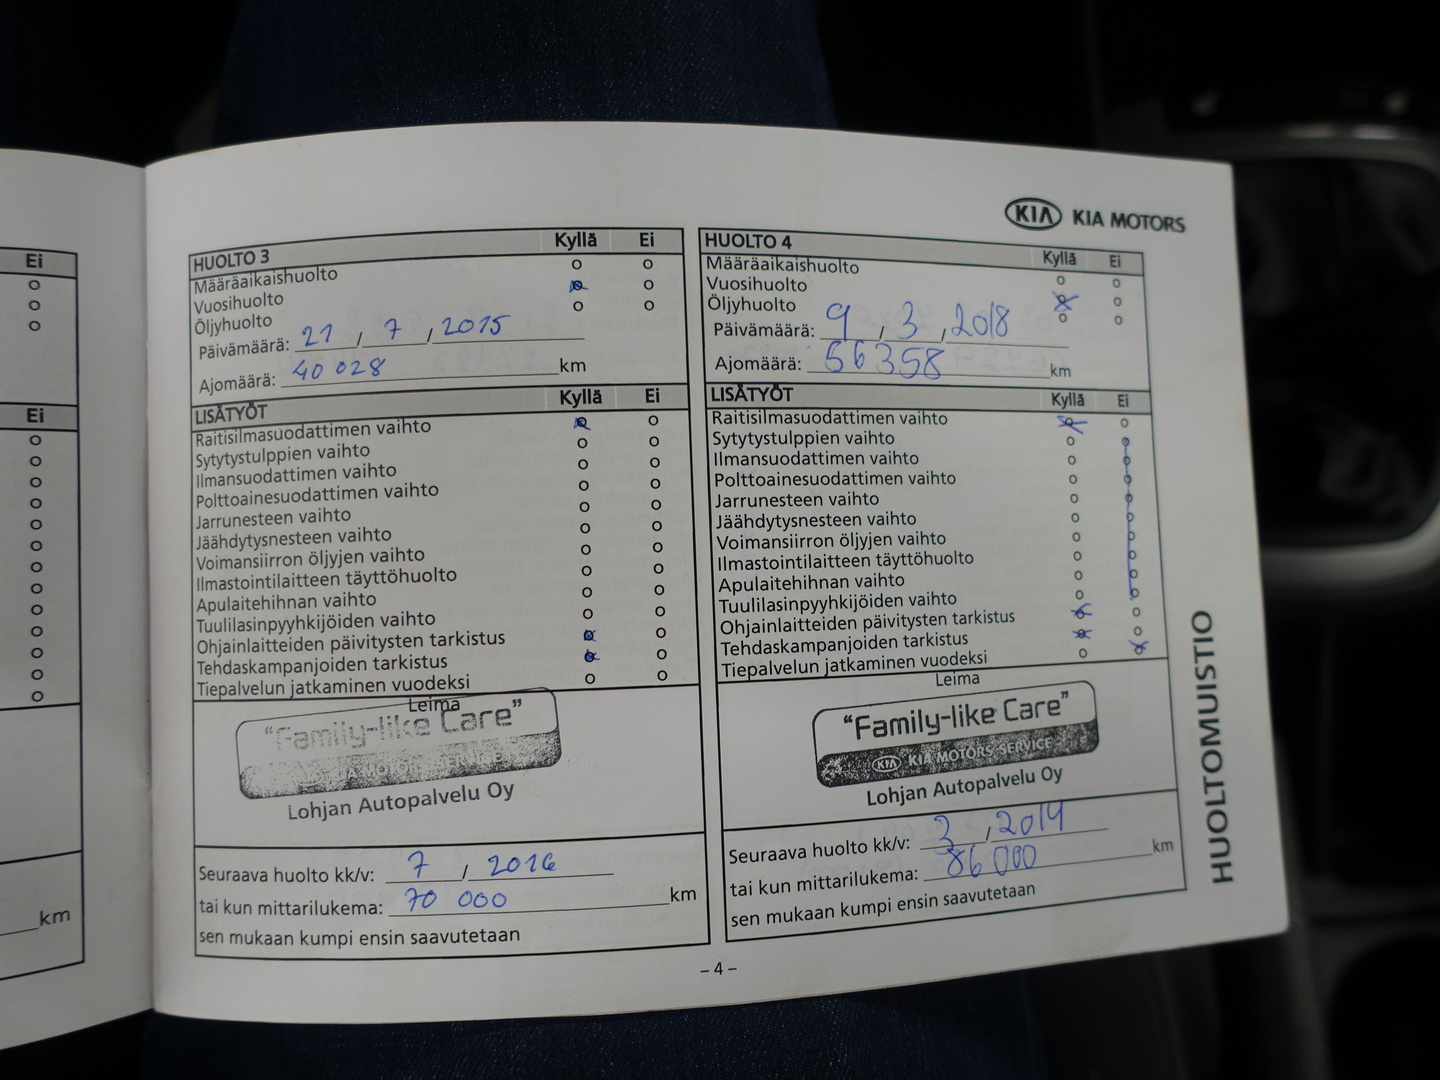 Ei
Ei
km
KIA KIA MOTORS
HUOLTO 3 Kyllä Ei
Määräaikaishuolto
Vuosihuolto
Öljyhuolto
Päivämäärä: 21 / 7 / 2015
Ajomäärä: 40 028 km
LISÄTYÖT Kyllä Ei
Raitisilmasuodattimen vaihto
Sytytystulppien vaihto
Ilmansuodattimen vaihto
Polttoainesuodattimen vaihto
Jarrunesteen vaihto
Jäähdytysnesteen vaihto
Voimansiirron öljyjen vaihto
Ilmastointilaitteen täyttöhuolto
Apulaitehihnan vaihto
Tuulilasinpyyhkijöiden vaihto
Ohjainlaitteiden päivitysten tarkistus
Tehdaskampanjoiden tarkistus
Tiepalvelun jatkaminen vuodeksi
Leima
"Family-like Care"
KIA MOTORS SERVICE
Lohjan Autopalvelu Oy
Seuraava huolto kk/v: 7 / 2016
tai kun mittarilukema: 70 000 km
sen mukaan kumpi ensin saavutetaan
HUOLTO 4 Kyllä Ei
Määräaikaishuolto
Vuosihuolto
Öljyhuolto
Päivämäärä: 9 / 3 / 2018
Ajomäärä: 56358 km
LISÄTYÖT Kyllä Ei
Raitisilmasuodattimen vaihto
Sytytystulppien vaihto
Ilmansuodattimen vaihto
Polttoainesuodattimen vaihto
Jarrunesteen vaihto
Jäähdytysnesteen vaihto
Voimansiirron öljyjen vaihto
Ilmastointilaitteen täyttöhuolto
Apulaitehihnan vaihto
Tuulilasinpyyhkijöiden vaihto
Ohjainlaitteiden päivitysten tarkistus
Tehdaskampanjoiden tarkistus
Tiepalvelun jatkaminen vuodeksi
Leima
"Family-like Care"
KIA KIA MOTORS SERVICE
Lohjan Autopalvelu Oy
Seuraava huolto kk/v: 3 / 2019
tai kun mittarilukema: 86 000 km
sen mukaan kumpi ensin saavutetaan
HUOLTOMUISTIO
- 4 -